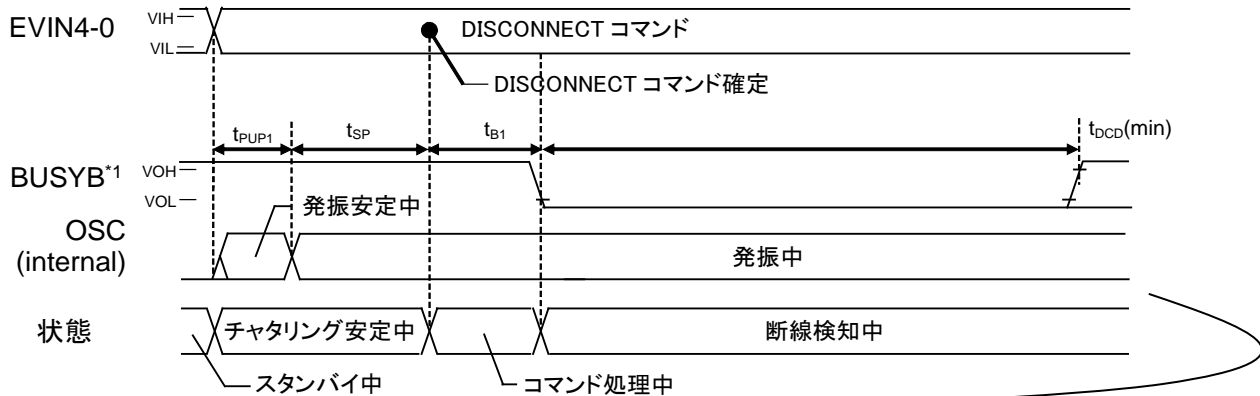 EVIN4-0
VIH
VIL
DISCONNECT コマンド
DISCONNECT コマンド確定
tPUP1
tSP
tB1
tDCD(min)
BUSYB*1
VOH
VOL
発振安定中
OSC
(internal)
発振中
状態
チャタリング安定中
断線検知中
スタンバイ中
コマンド処理中